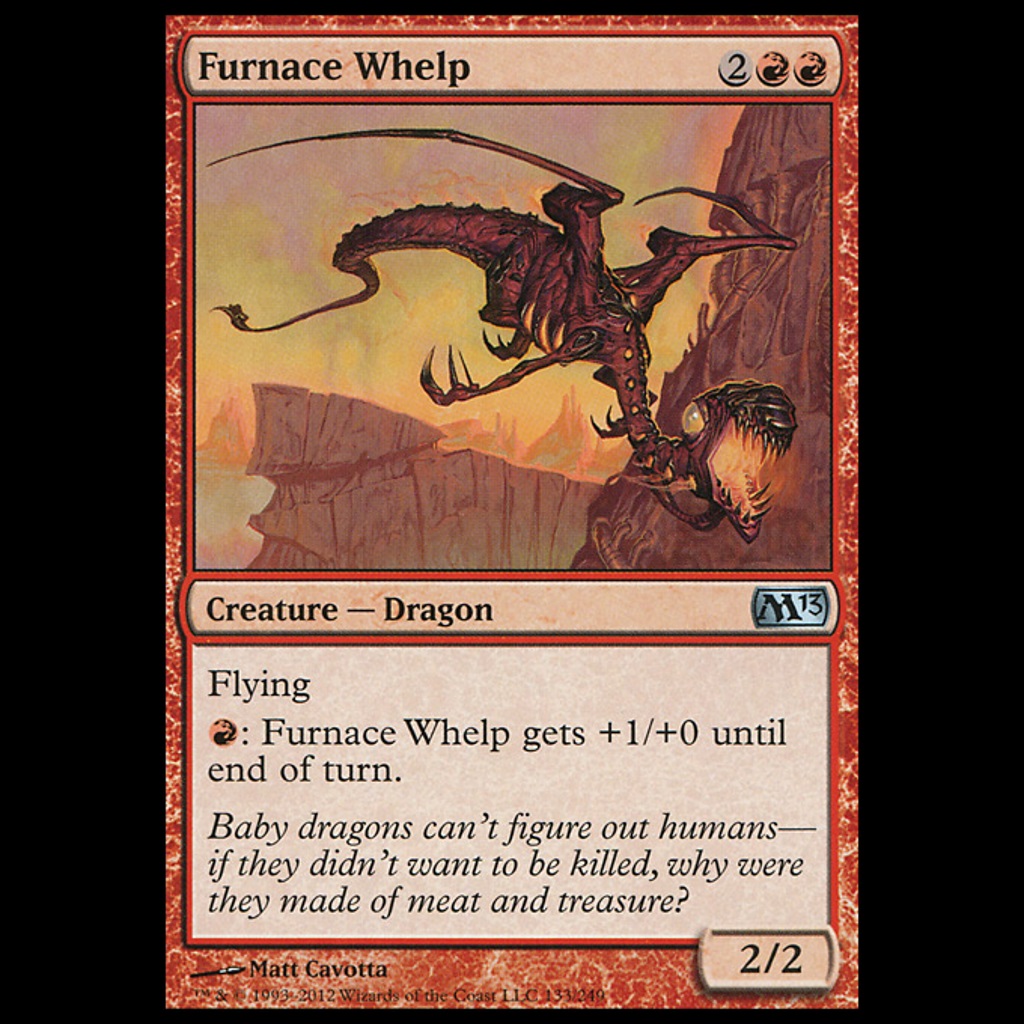 Furnace Whelp 2
Creature — Dragon M13
Flying
: Furnace Whelp gets +1/+0 until
end of turn.
Baby dragons can't figure out humans—
if they didn't want to be killed, why were
they made of meat and treasure?
2/2
Matt Cavotta
™ & © 1993–2012 Wizards of the Coast LLC 133/249